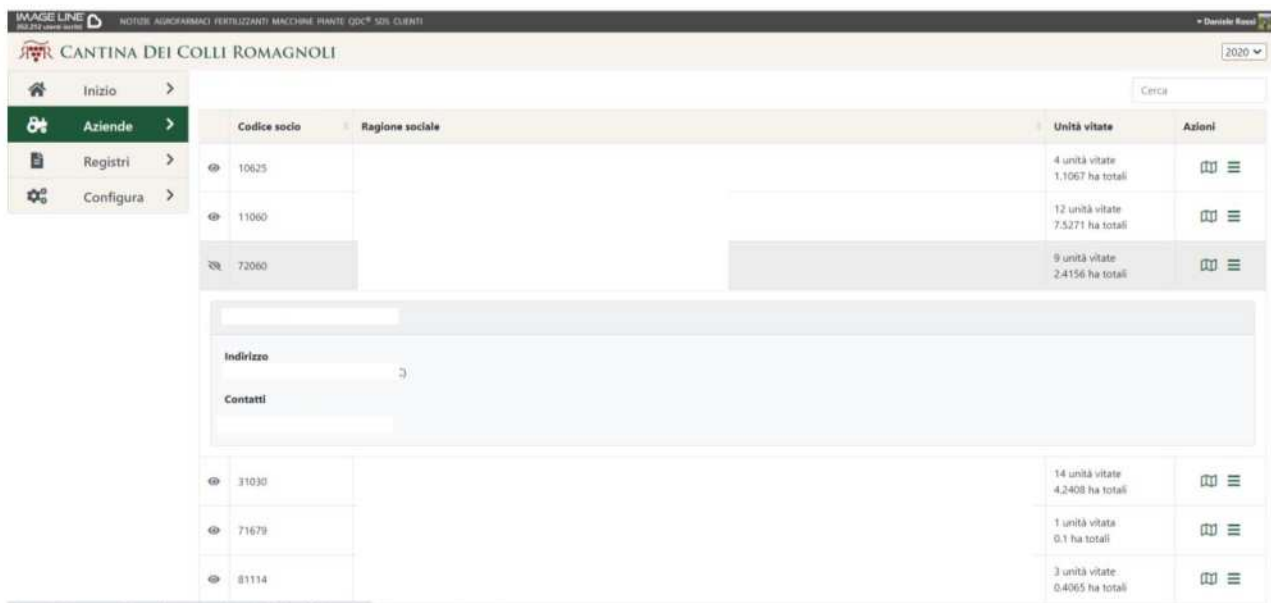 IMAGE LINE
NOTIZIE AGROFARMACI FERTILIZZANTI MACCHINE PIANTE QDC® SDS CLIENTI
Daniele Rossi
CANTINA DEI COLLI ROMAGNOLI
2020
Inizio
Aziende
Registri
Configura
Cerca
Codice socio Ragione sociale Unità vitate Azioni
10625 4 unità vitate
1.1067 ha totali
11060 12 unità vitate
7.5271 ha totali
72060 9 unità vitate
2.4156 ha totali
Indirizzo
Contatti
31030 14 unità vitate
4.2408 ha totali
71679 1 unità vitata
0.1 ha totali
81114 3 unità vitate
0.4065 ha totali